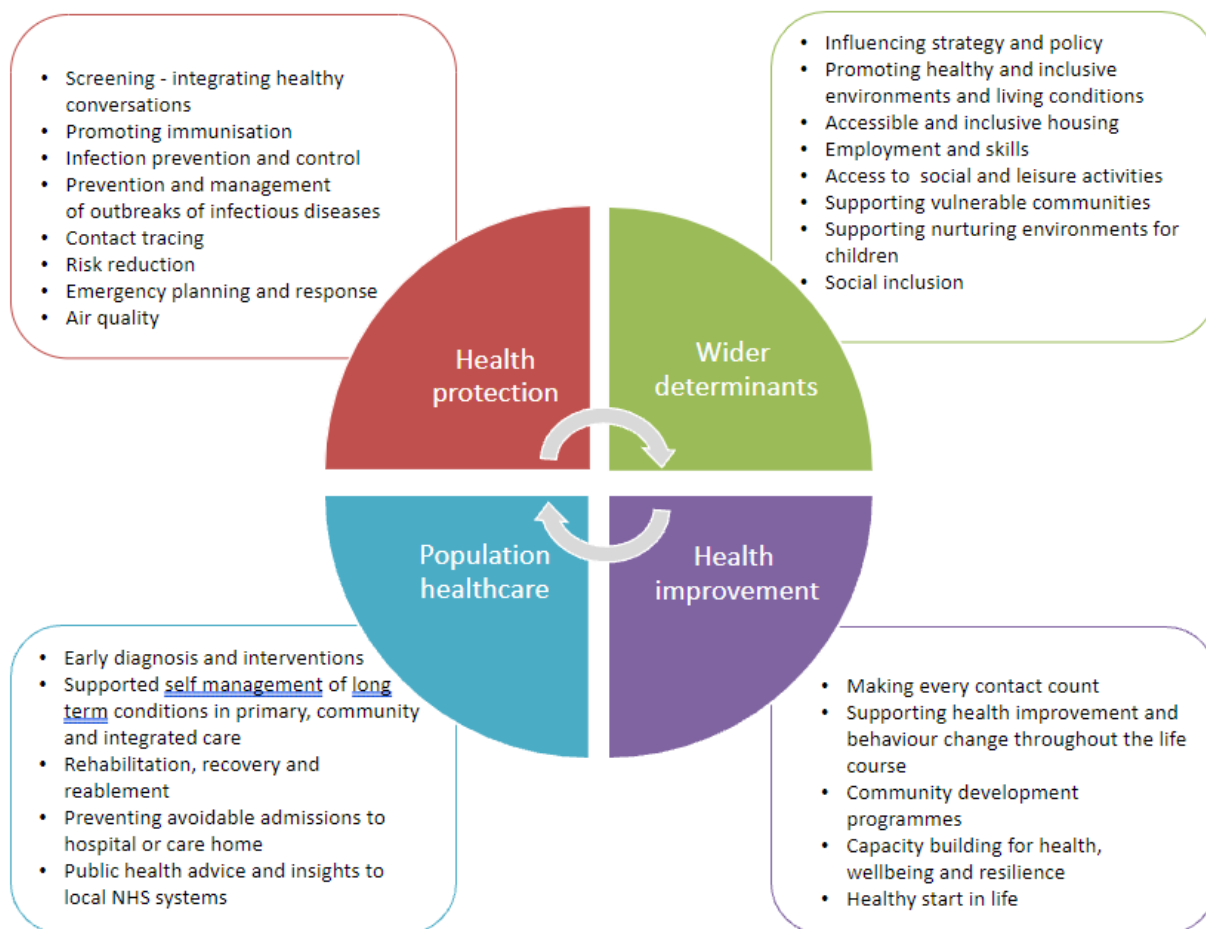 • Screening - integrating healthy
conversations
• Promoting immunisation
• Infection prevention and control
• Prevention and management
of outbreaks of infectious diseases
• Contact tracing
• Risk reduction
• Emergency planning and response
• Air quality
• Influencing strategy and policy
• Promoting healthy and inclusive
environments and living conditions
• Accessible and inclusive housing
• Employment and skills
• Access to social and leisure activities
• Supporting vulnerable communities
• Supporting nurturing environments for
children
• Social inclusion
Health
protection
Wider
determinants
Population
healthcare
Health
improvement
• Early diagnosis and interventions
• Supported self management of long
term conditions in primary, community
and integrated care
• Rehabilitation, recovery and
reablement
• Preventing avoidable admissions to
hospital or care home
• Public health advice and insights to
local NHS systems
• Making every contact count
• Supporting health improvement and
behaviour change throughout the life
course
• Community development
programmes
• Capacity building for health,
wellbeing and resilience
• Healthy start in life